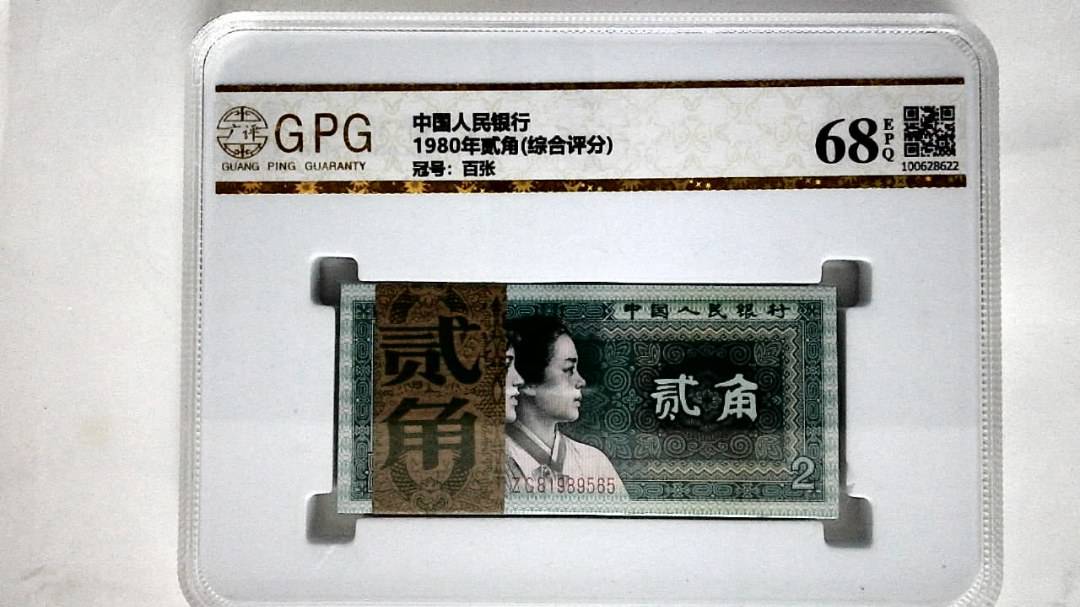 广评
GPG
GUANG PING GUARANTY
中国人民银行
1980年贰角(综合评分)
冠号：百张
68
EPQ
100628622
中国人民银行
贰
角
贰角
ZG81989565
2